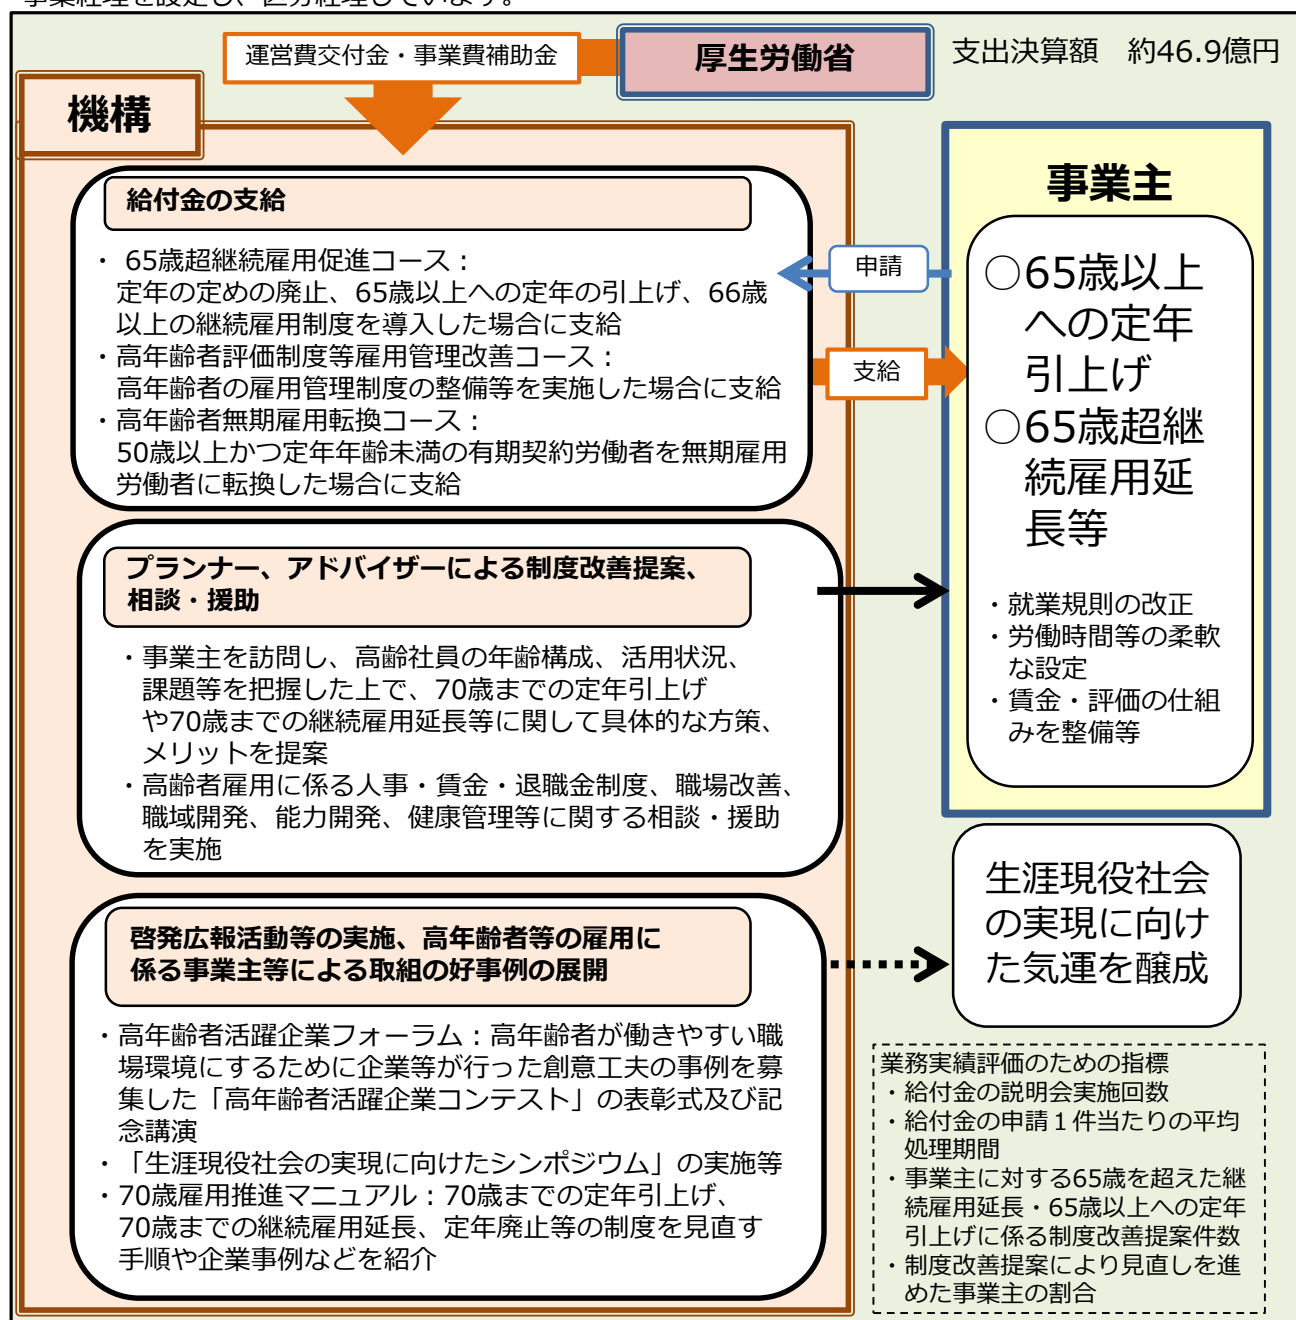 事業経理を設定し、区分経理しています。
運営費交付金・事業費補助金
厚生労働省
支出決算額　約46.9億円
機構
給付金の支給
・ 65歳超継続雇用促進コース：
定年の定めの廃止、65歳以上への定年の引上げ、66歳
以上の継続雇用制度を導入した場合に支給
・高年齢者評価制度等雇用管理改善コース：
高年齢者の雇用管理制度の整備等を実施した場合に支給
・高年齢者無期雇用転換コース：
50歳以上かつ定年年齢未満の有期契約労働者を無期雇用
労働者に転換した場合に支給
申請
支給
事業主
○65歳以上
への定年
引上げ
○65歳超継
続雇用延
長等
・就業規則の改正
・労働時間等の柔軟
な設定
・賃金・評価の仕組
みを整備等
プランナー、アドバイザーによる制度改善提案、
相談・援助
・事業主を訪問し、高齢社員の年齢構成、活用状況、
課題等を把握した上で、70歳までの定年引上げ
や70歳までの継続雇用延長等に関して具体的な方策、
メリットを提案
・高齢者雇用に係る人事・賃金・退職金制度、職場改善、
職域開発、能力開発、健康管理等に関する相談・援助
を実施
生涯現役社会
の実現に向け
た気運を醸成
啓発広報活動等の実施、高年齢者等の雇用に
係る事業主等による取組の好事例の展開
・高年齢者活躍企業フォーラム：高年齢者が働きやすい職
場環境にするために企業等が行った創意工夫の事例を募
集した「高年齢者活躍企業コンテスト」の表彰式及び記
念講演
・「生涯現役社会の実現に向けたシンポジウム」の実施等
・70歳雇用推進マニュアル：70歳までの定年引上げ、
70歳までの継続雇用延長、定年廃止等の制度を見直す
手順や企業事例などを紹介
業務実績評価のための指標
・給付金の説明会実施回数
・給付金の申請１件当たりの平均
処理期間
・事業主に対する65歳を超えた継
続雇用延長・65歳以上への定年
引上げに係る制度改善提案件数
・制度改善提案により見直しを進
めた事業主の割合